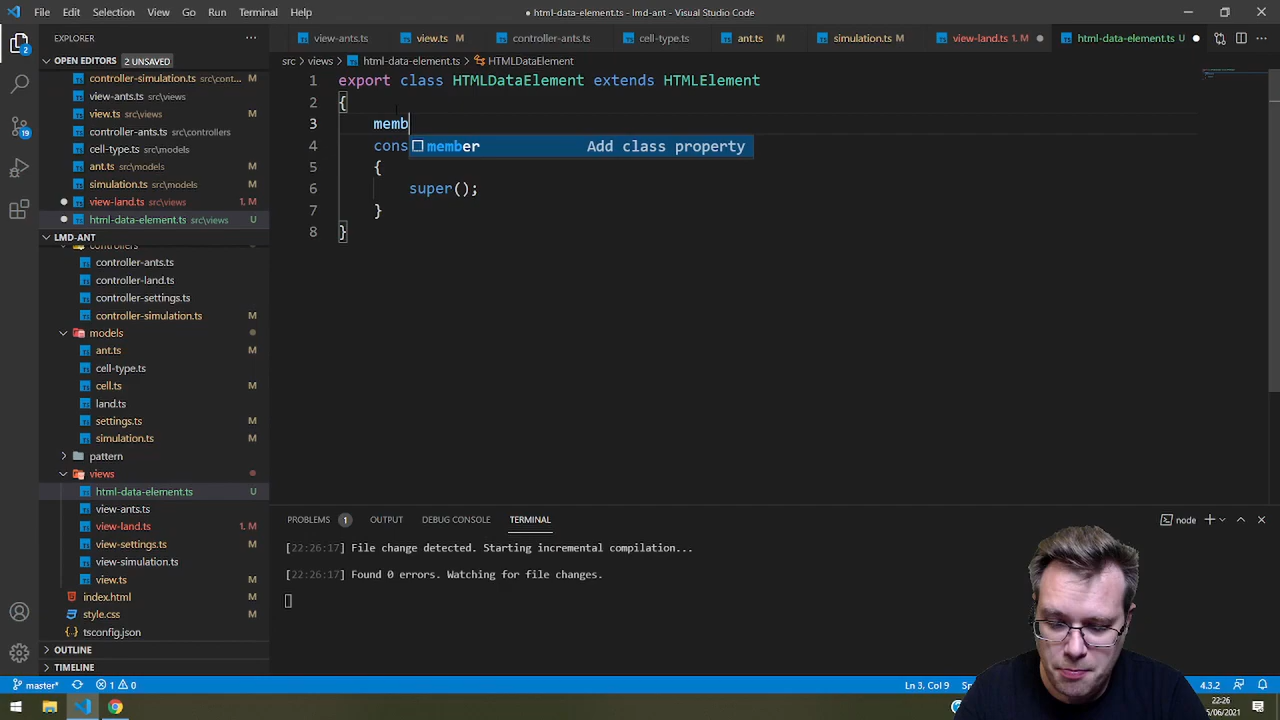 File Edit Selection View Go Run Terminal Help
● html-data-element.ts - lmd-ant - Visual Studio Code
EXPLORER
view-ants.ts view.ts M controller-ants.ts cell-type.ts ant.ts M simulation.ts M view-land.ts 1, M html-data-element.ts U
OPEN EDITORS 2 UNSAVED
src > views > html-data-element.ts > HTMLDataElement
controller-simulation.ts src\cont... M
view-ants.ts src\views
view.ts src\views M
controller-ants.ts src\controllers
cell-type.ts src\models
ant.ts src\models M
simulation.ts src\models M
view-land.ts src\views 1, M
html-data-element.ts src\views U
LMD-ANT
controllers
controller-ants.ts
controller-land.ts
controller-settings.ts
controller-simulation.ts M
models
ant.ts M
cell-type.ts
cell.ts M
land.ts
settings.ts M
simulation.ts M
pattern
views
html-data-element.ts U
view-ants.ts
view-land.ts 1, M
view-settings.ts M
view-simulation.ts
view.ts M
index.html M
style.css M
tsconfig.json
OUTLINE
TIMELINE
1 export class HTMLDataElement extends HTMLElement
2 {
3 memb
4 cons
member Add class property
5 {
6 super();
7 }
8 }
PROBLEMS 1 OUTPUT DEBUG CONSOLE TERMINAL
node
[22:26:17] File change detected. Starting incremental compilation...
[22:26:17] Found 0 errors. Watching for file changes.
master* 1 0
Ln 3, Col 9
4.3.2
22:26